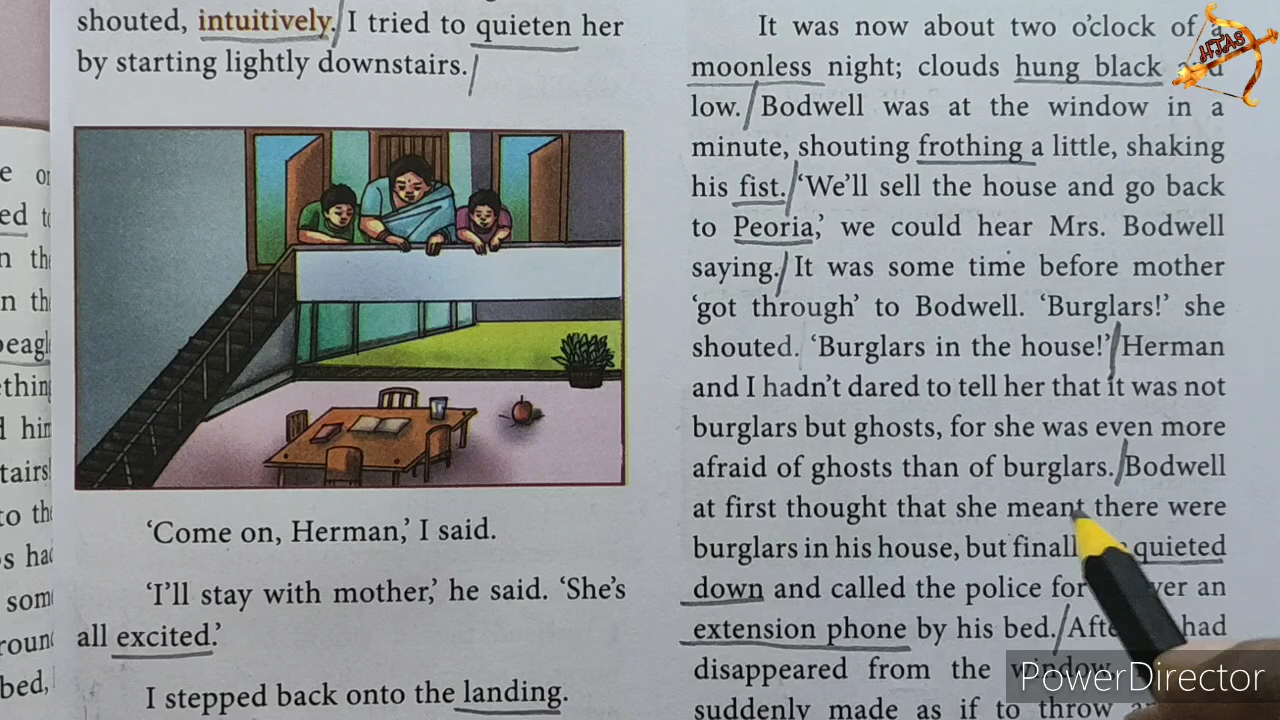 shouted, intuitively. I tried to quieten her
by starting lightly downstairs.
‘Come on, Herman,’ I said.
‘I’ll stay with mother,’ he said. ‘She’s
all excited.’
I stepped back onto the landing.
It was now about two o’clock of a
moonless night; clouds hung black and
low. Bodwell was at the window in a
minute, shouting frothing a little, shaking
his fist. ‘We’ll sell the house and go back
to Peoria,’ we could hear Mrs. Bodwell
saying. It was some time before mother
‘got through’ to Bodwell. ‘Burglars!’ she
shouted. ‘Burglars in the house!’ Herman
and I hadn’t dared to tell her that it was not
burglars but ghosts, for she was even more
afraid of ghosts than of burglars. Bodwell
at first thought that she meant there were
burglars in his house, but finall quieted
down and called the police for er an
extension phone by his bed. After had
disappeared from the window,
suddenly made as if to throw
HTAS
PowerDirector